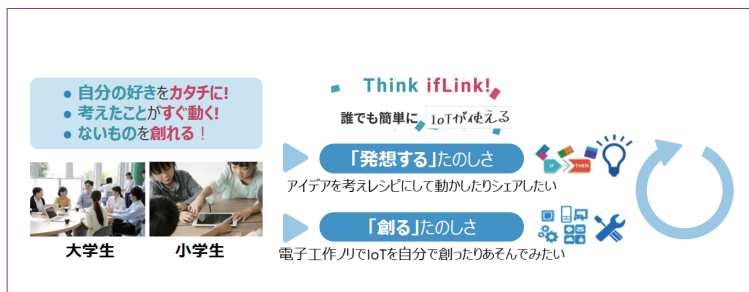 • 自分の好きをカタチに!
• 考えたことがすぐ動く!
• ないものを創れる！
大学生
小学生
Think ifLink!
誰でも簡単に IoTが使える
「発想する」たのしさ
IF THEN
アイデアを考えレシピにして動かしたりシェアしたい
「創る」たのしさ
電子工作ノリでIoTを自分で創ったりあそんでみたい